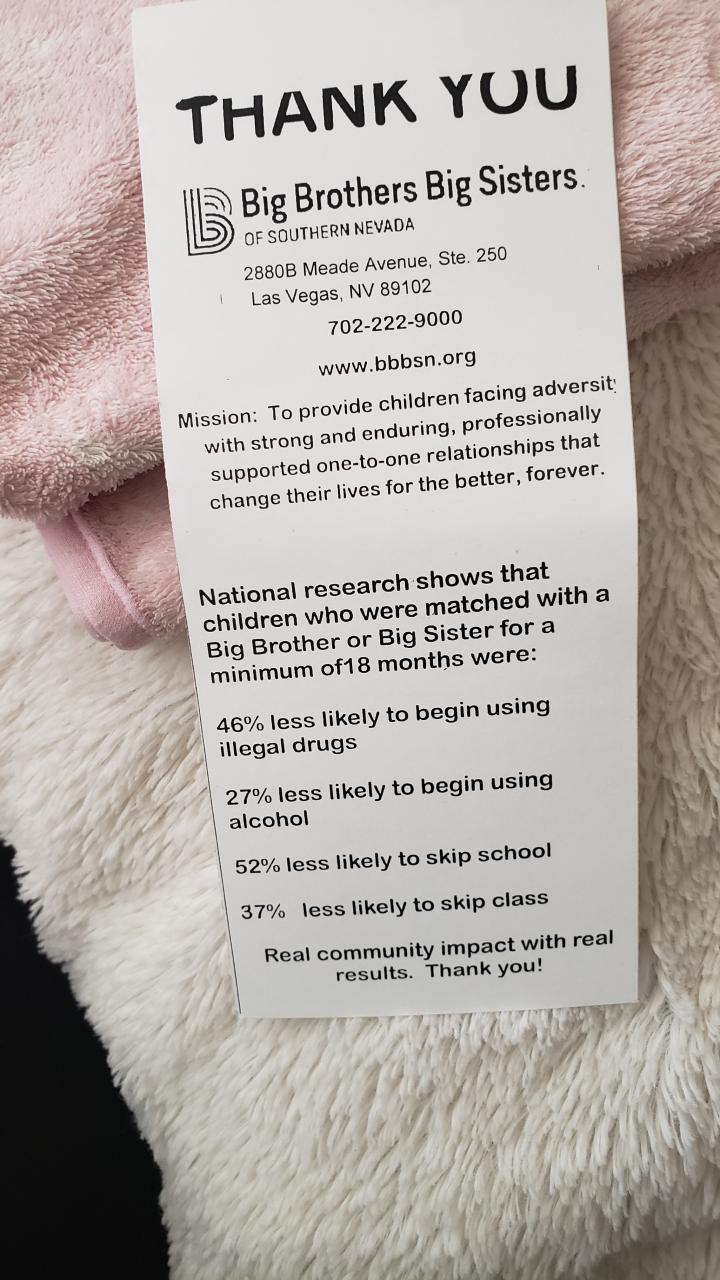 THANK YOU
Big Brothers Big Sisters.
OF SOUTHERN NEVADA
2880B Meade Avenue, Ste. 250
Las Vegas, NV 89102
702-222-9000
www.bbbsn.org
Mission: To provide children facing adversity
with strong and enduring, professionally
supported one-to-one relationships that
change their lives for the better, forever.
National research shows that
children who were matched with a
Big Brother or Big Sister for a
minimum of18 months were:
46% less likely to begin using
illegal drugs
27% less likely to begin using
alcohol
52% less likely to skip school
37% less likely to skip class
Real community impact with real
results. Thank you!